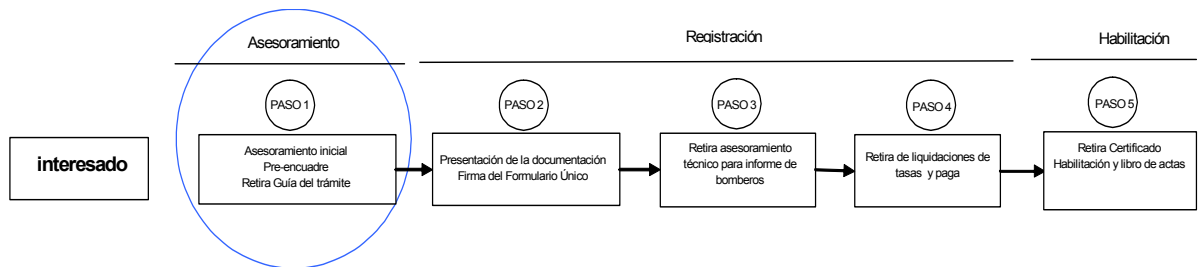 Asesoramiento
Registración
Habilitación
PASO 1
PASO 2
PASO 3
PASO 4
PASO 5
interesado
Asesoramiento inicial
Pre-encuadre
Retira Guía del trámite
Presentación de la documentación
Firma del Formulario Único
Retira asesoramiento
técnico para informe de
bomberos
Retira de liquidaciones de
tasas y paga
Retira Certificado
Habilitación y libro de actas